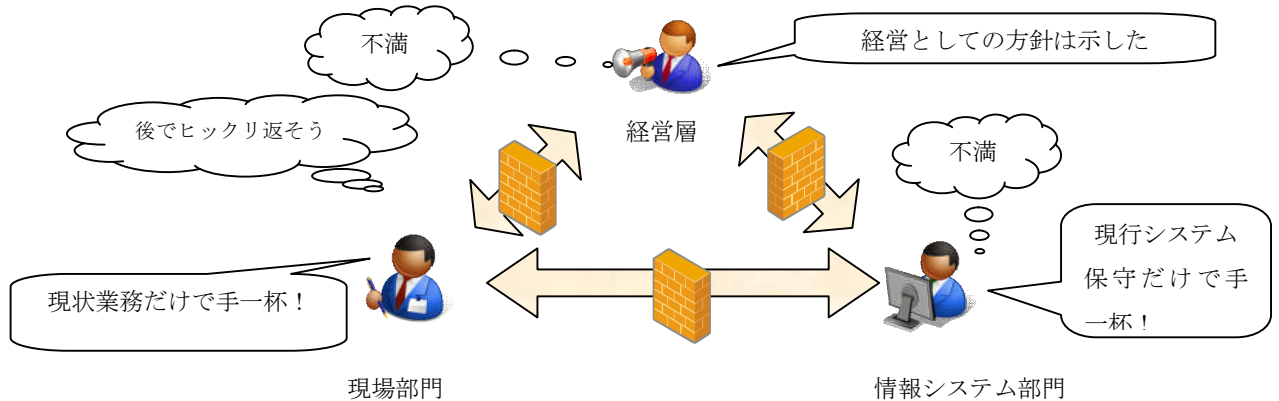 不満
経営としての方針は示した
後でヒックリ返そう
経営層
不満
現状業務だけで手一杯！
現行システム
保守だけで手
一杯！
現場部門
情報システム部門